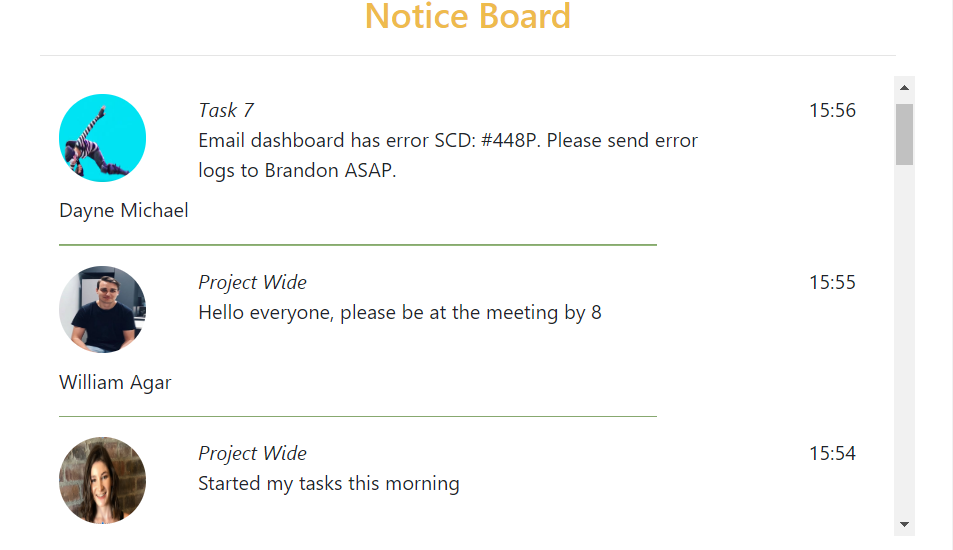 Notice Board
Task 7
15:56
Email dashboard has error SCD: #448P. Please send error
logs to Brandon ASAP.
Dayne Michael
Project Wide
15:55
Hello everyone, please be at the meeting by 8
William Agar
Project Wide
15:54
Started my tasks this morning